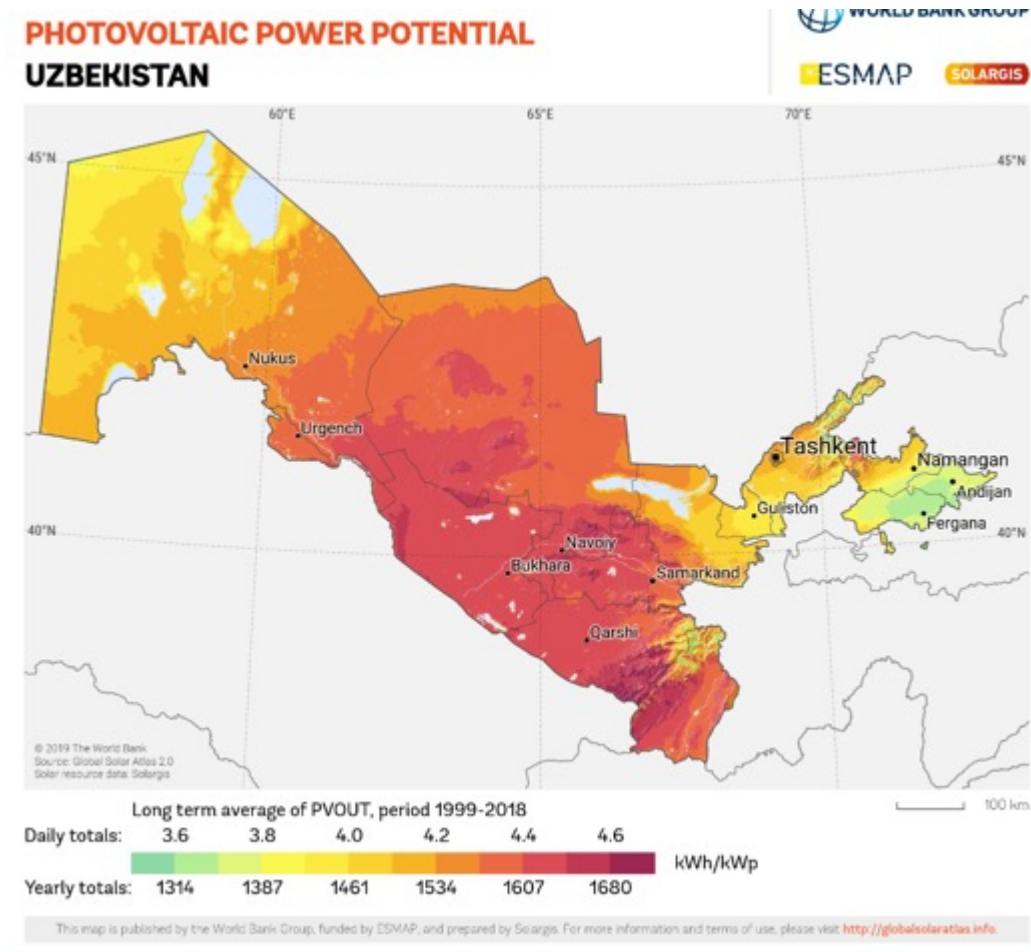 PHOTOVOLTAIC POWER POTENTIAL
UZBEKISTAN
WORLD BANK GROUP
ESMAP
SOLARGIS
60°E 65°E 70°E
45°N 45°N
Nukus
Urgench
Tashkent
Namangan
Andijan
Guliston
Fergana
40°N 40°N
Navoiy
Bukhara
Samarkand
Qarshi
© 2019 The World Bank
Source: Global Solar Atlas 2.0
Solar resource data: Solargis
100 km
Long term average of PVOUT, period 1999-2018
Daily totals: 3.6 3.8 4.0 4.2 4.4 4.6
kWh/kWp
Yearly totals: 1314 1387 1461 1534 1607 1680
This map is published by the World Bank Group, funded by ESMAP, and prepared by Solargis. For more information and terms of use, please visit http://globalsolaratlas.info.